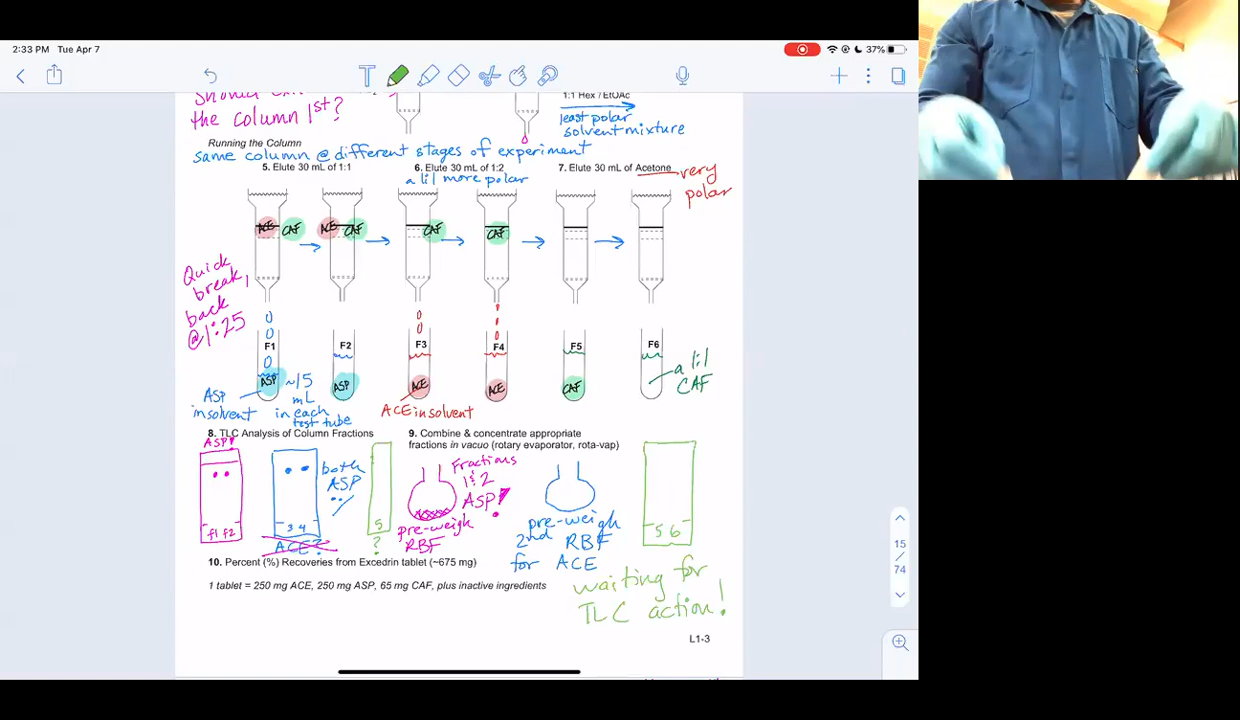 2:33 PM Tue Apr 7
37%
the column 1st?
1:1 Hex / EtOAc
least polar
solvent mixture
Running the Column
same column @ different stages of experiment
5. Elute 30 mL of 1:1
6. Elute 30 mL of 1:2
a lil more polar
7. Elute 30 mL of Acetone
very
polar
ACE CAF
ACE CAF
CAF
CAF
Quick
break,
back
@ 1:25
F1
F2
F3
F4
F5
F6
ASP
ASP
ACE
ACE
CAF
a lil
CAF
ASP
in solvent
~15
mL
in each
test tube
ACE in solvent
8. TLC Analysis of Column Fractions
9. Combine & concentrate appropriate
fractions in vacuo (rotary evaporator, rota-vap)
ASP!
F1 F2
3 4
both
ASP
ACE?
5
?
Fractions
1 & 2
ASP!
pre-weigh
RBF
pre-weigh
2nd RBF
for ACE
5 6
10. Percent (%) Recoveries from Excedrin tablet (~675 mg)
1 tablet = 250 mg ACE, 250 mg ASP, 65 mg CAF, plus inactive ingredients
waiting for
TLC action!
L1-3
15
/
74